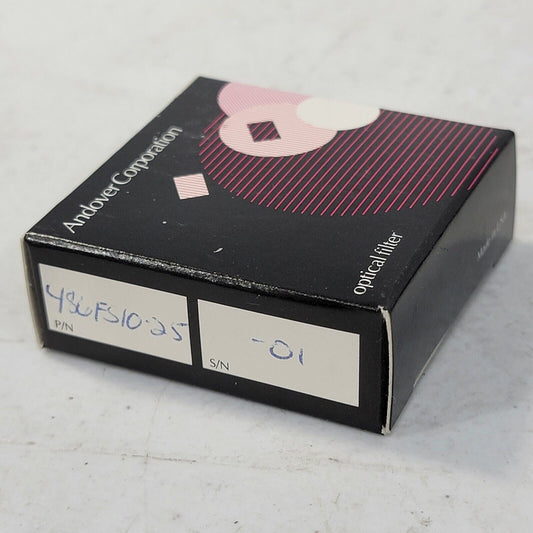 Andover Corporation
optical filter
486FS10-25
P/N
-01
S/N